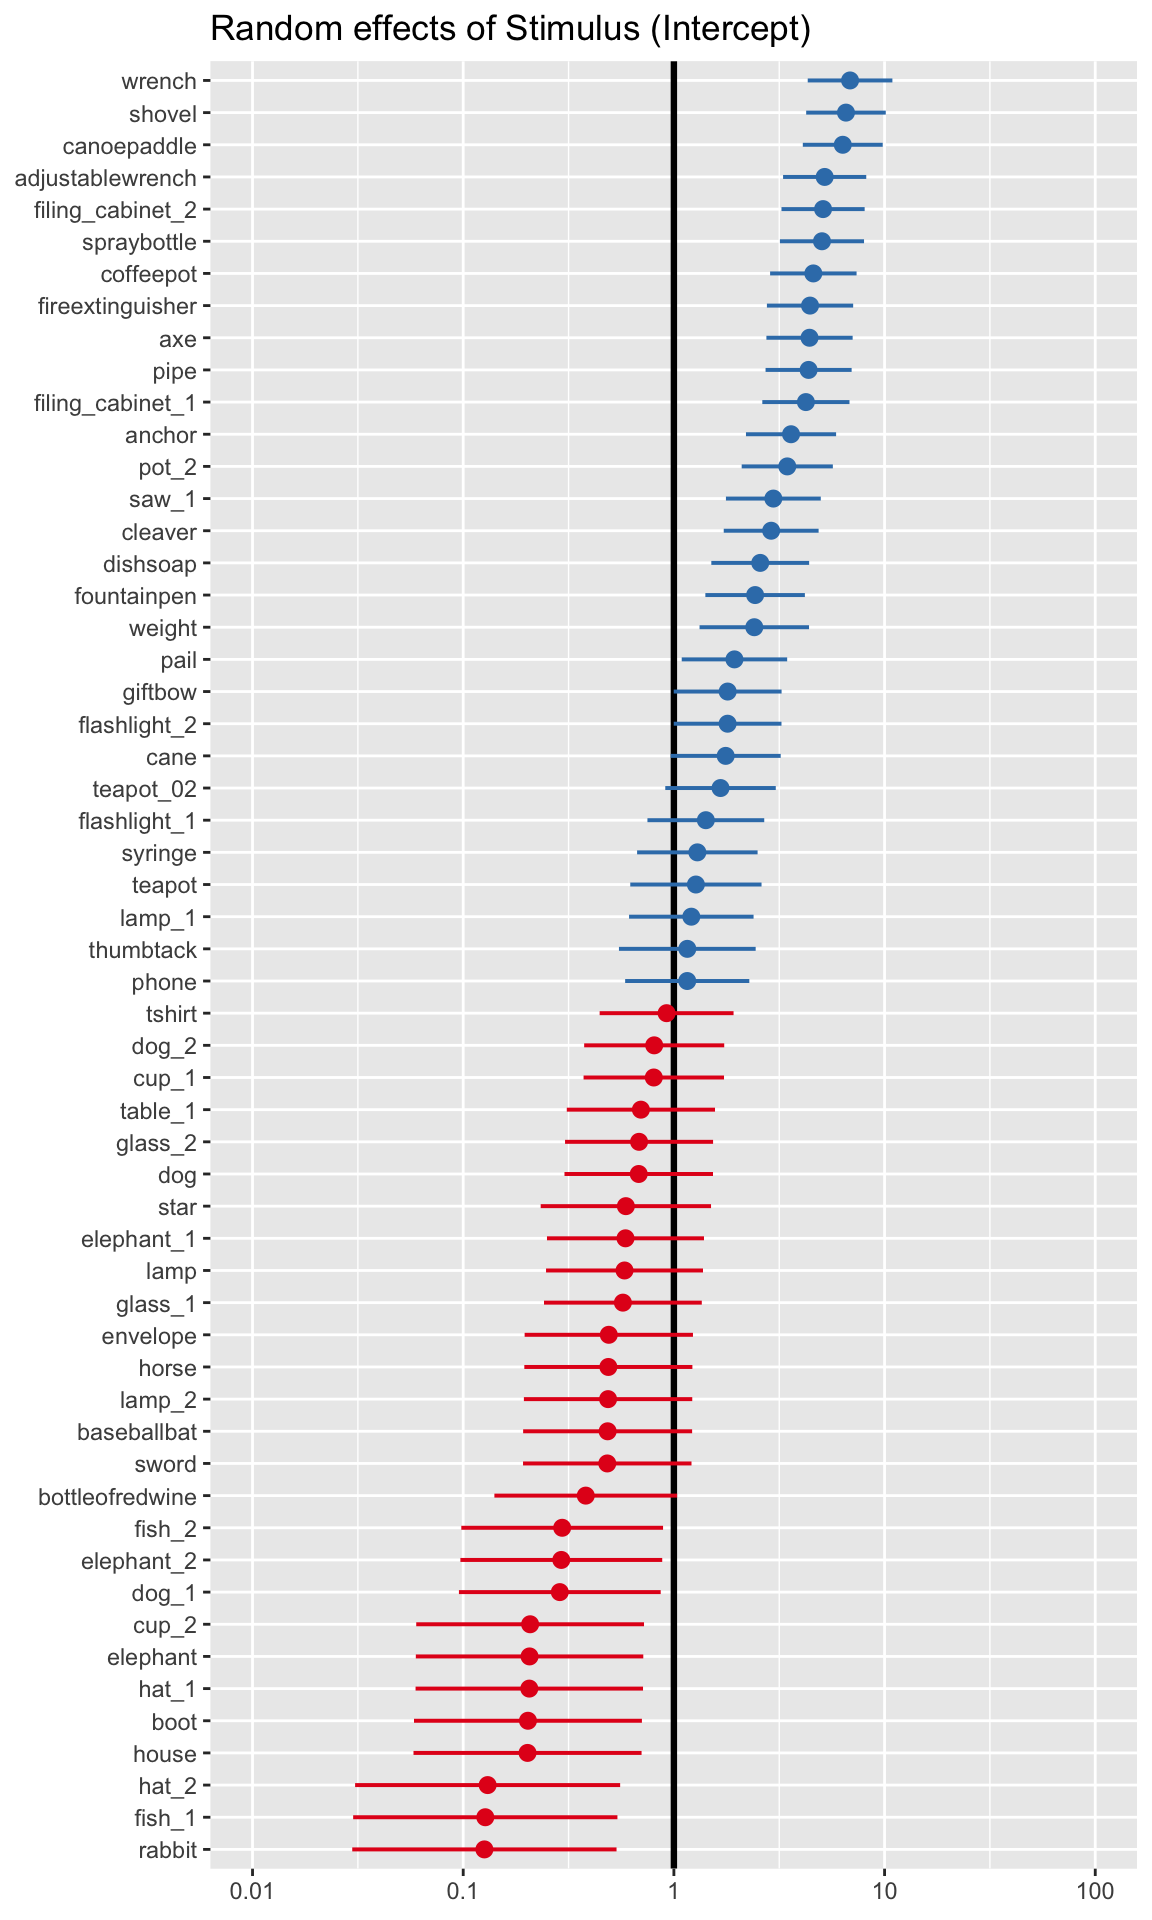 Random effects of Stimulus (Intercept)
wrench
shovel
canoepaddle
adjustablewrench
filing_cabinet_2
spraybottle
coffeepot
fireextinguisher
axe
pipe
filing_cabinet_1
anchor
pot_2
saw_1
cleaver
dishsoap
fountainpen
weight
pail
giftbow
flashlight_2
cane
teapot_02
flashlight_1
syringe
teapot
lamp_1
thumbtack
phone
tshirt
dog_2
cup_1
table_1
glass_2
dog
star
elephant_1
lamp
glass_1
envelope
horse
lamp_2
baseballbat
sword
bottleofredwine
fish_2
elephant_2
dog_1
cup_2
elephant
hat_1
boot
house
hat_2
fish_1
rabbit
0.01 0.1 1 10 100